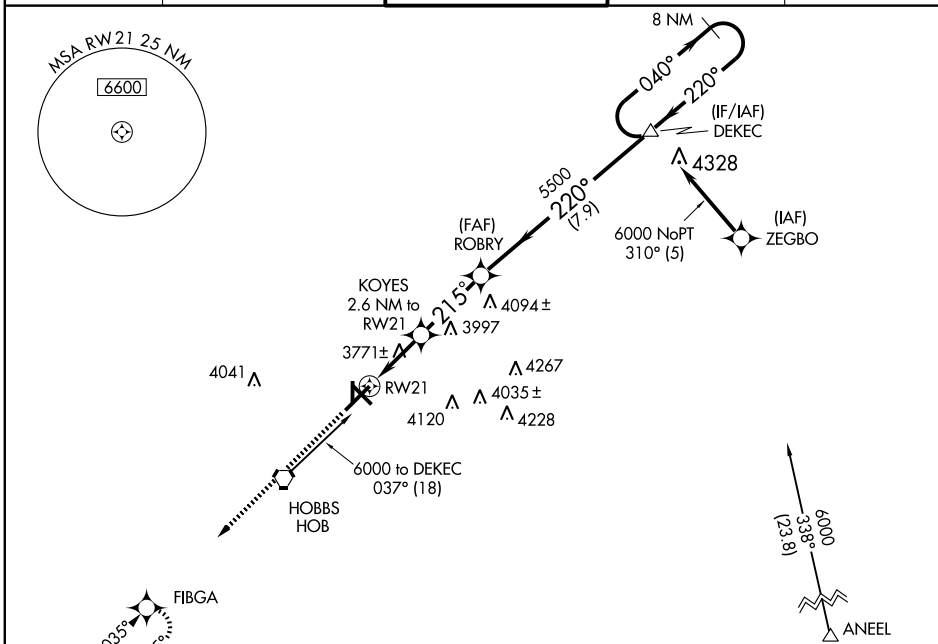 MSA RW21 25 NM
6600
8 NM
040°
220°
(IF/IAF)
DEKEC
4328
5500
220°
(7.9)
6000 NoPT
310° (5)
(IAF)
ZEGBO
(FAF)
ROBRY
215°
4094±
KOYES
2.6 NM to
RW21
3997
3771±
4041
RW21
4267
4035±
4120
4228
6000 to DEKEC
037° (18)
HOBBS
HOB
6000
338°
(23.8)
FIBGA
035°
ANEEL